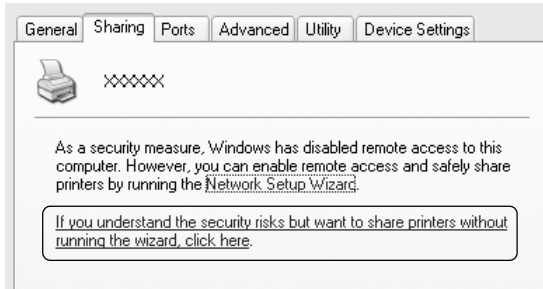 General Sharing Ports Advanced Utility Device Settings
XXXXXX
As a security measure, Windows has disabled remote access to this
computer. However, you can enable remote access and safely share
printers by running the Network Setup Wizard.
If you understand the security risks but want to share printers without
running the wizard, click here.